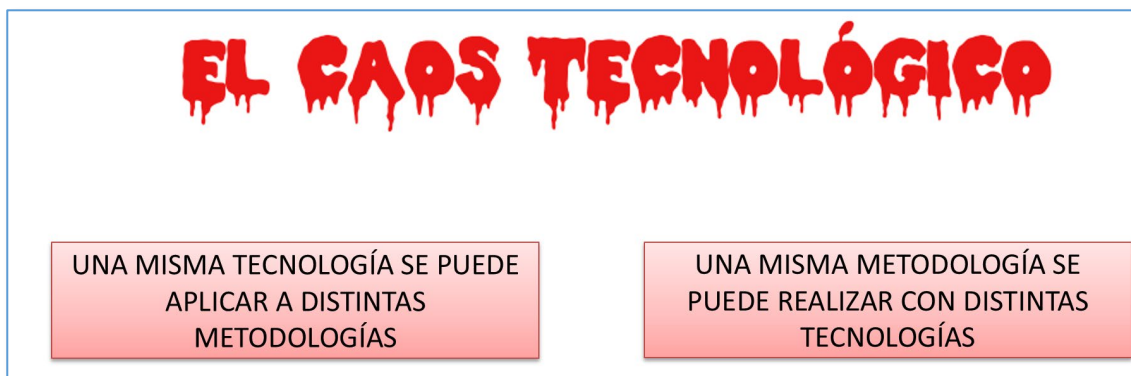 EL CAOS TECNOLÓGICO
UNA MISMA TECNOLOGÍA SE PUEDE
APLICAR A DISTINTAS
METODOLOGÍAS
UNA MISMA METODOLOGÍA SE
PUEDE REALIZAR CON DISTINTAS
TECNOLOGÍAS